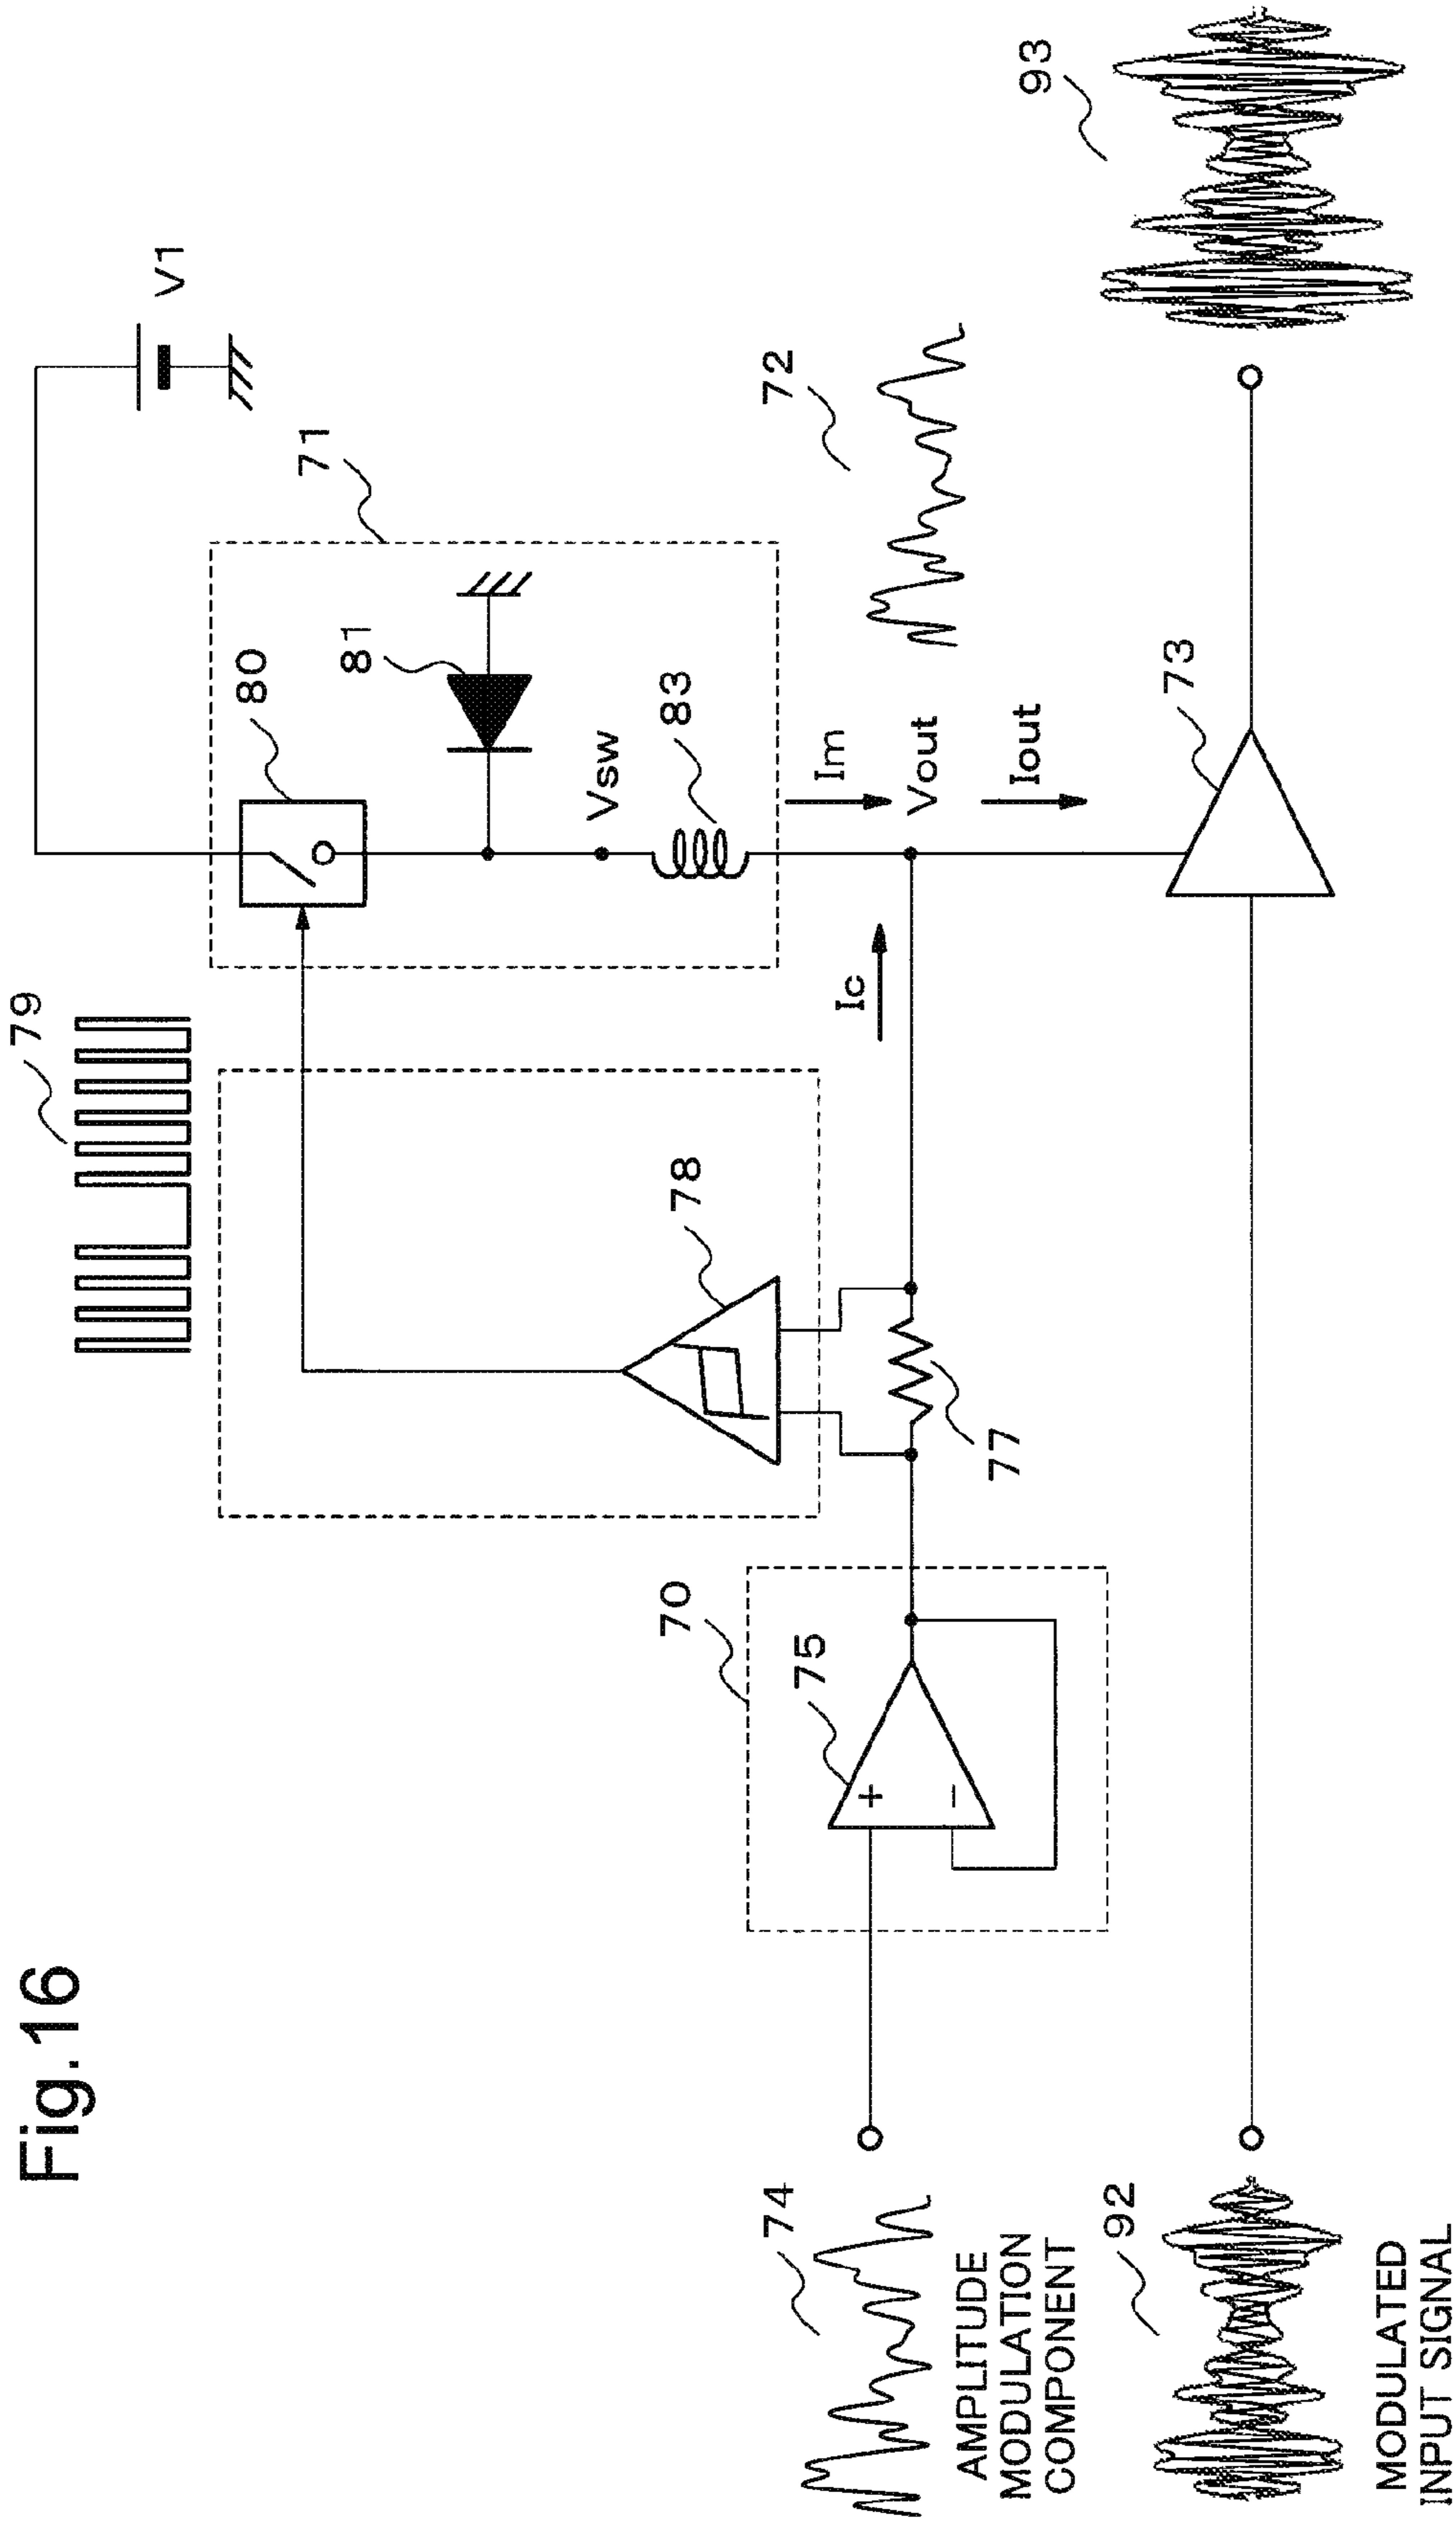 Fig.16
79
V1
80
71
81
Vsw
83
78
Im
72
Vout
Iout
Ic
93
70
75
+
−
77
73
74
AMPLITUDE
MODULATION
COMPONENT
92
MODULATED
INPUT SIGNAL